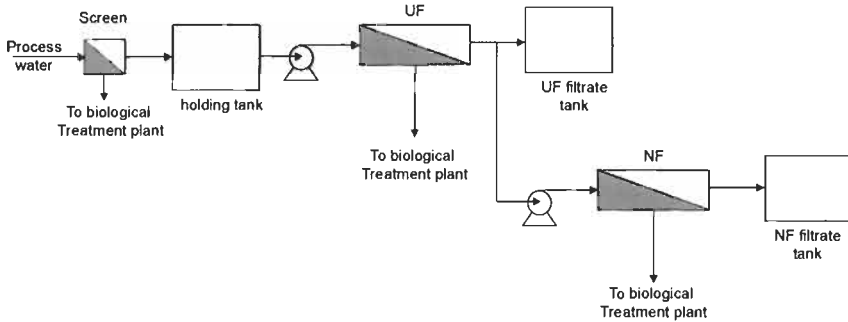 Screen
Process
water
To biological
Treatment plant
holding tank
UF
To biological
Treatment plant
UF filtrate
tank
NF
To biological
Treatment plant
NF filtrate
tank